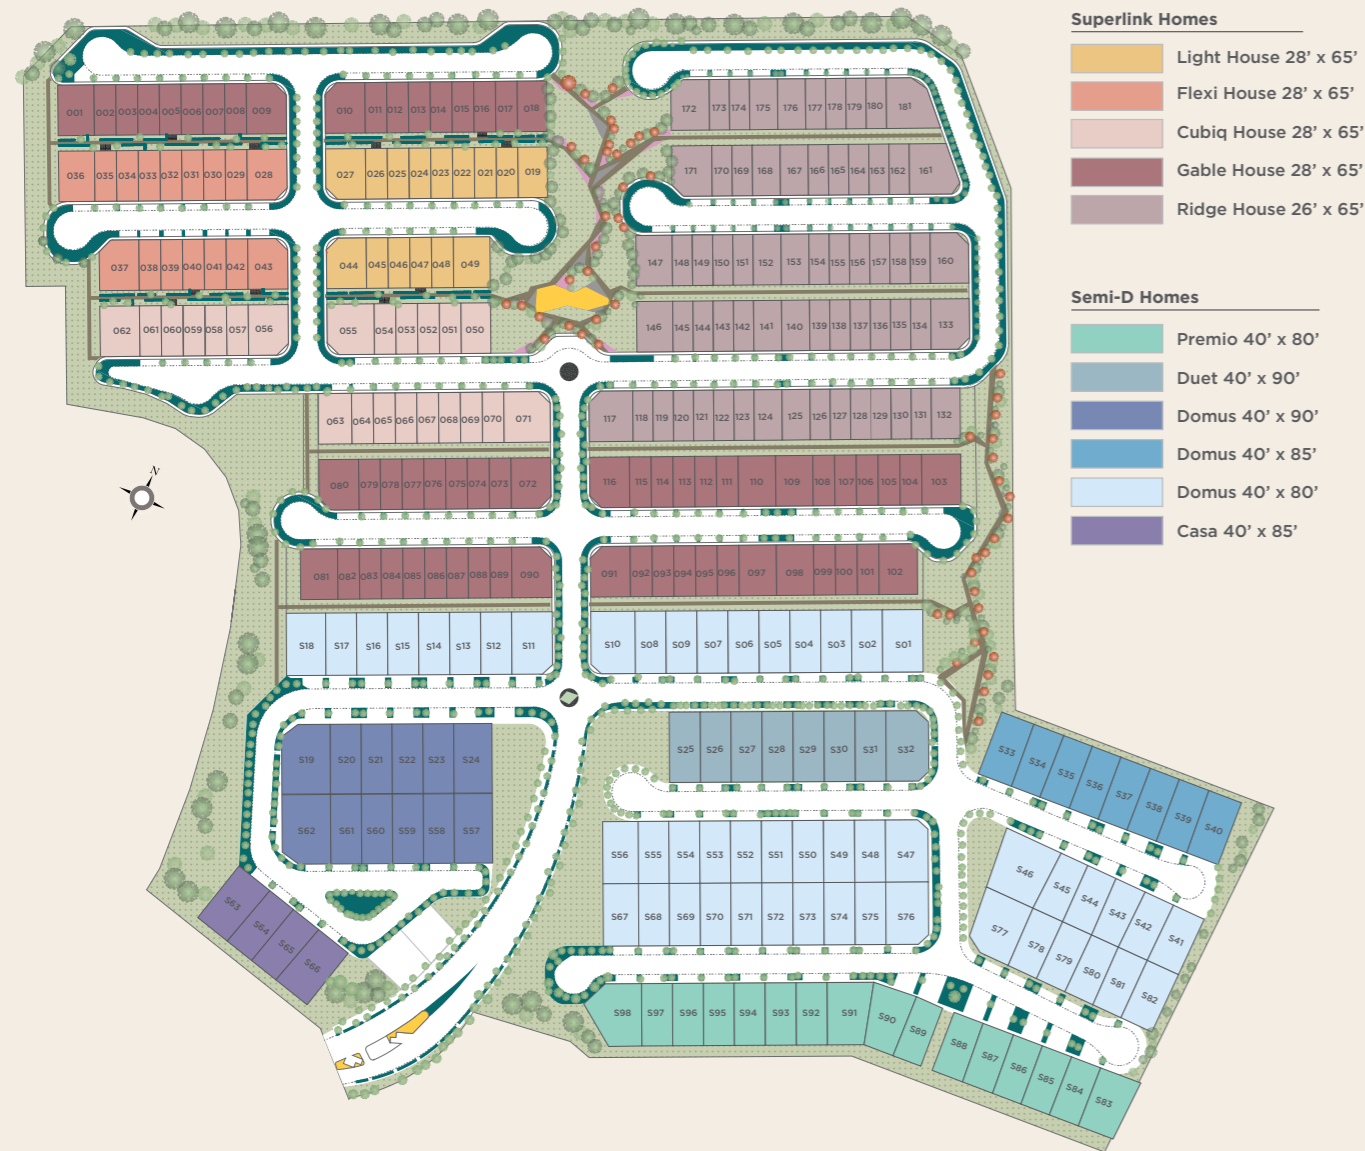 Superlink Homes
Light House 28’ x 65’
Flexi House 28’ x 65’
Cubiq House 28’ x 65’
Gable House 28’ x 65’
Ridge House 26’ x 65’
Semi-D Homes
Premio 40’ x 80’
Duet 40’ x 90’
Domus 40’ x 90’
Domus 40’ x 85’
Domus 40’ x 80’
Casa 40’ x 85’
001 002 003 004 005 006 007 008 009
010 011 012 013 014 015 016 017 018
172 173 174 175 176 177 178 179 180 181
036 035 034 033 032 031 030 029 028
027 026 025 024 023 022 021 020 019
171 170 169 168 167 166 165 164 163 162 161
037 038 039 040 041 042 043
044 045 046 047 048 049
147 148 149 150 151 152 153 154 155 156 157 158 159 160
062 061 060 059 058 057 056
055 054 053 052 051 050
146 145 144 143 142 141 140 139 138 137 136 135 134 133
063 064 065 066 067 068 069 070 071
117 118 119 120 121 122 123 124 125 126 127 128 129 130 131 132
N
080 079 078 077 076 075 074 073 072
116 115 114 113 112 111 110 109 108 107 106 105 104 103
081 082 083 084 085 086 087 088 089 090
091 092 093 094 095 096 097 098 099 100 101 102
S18 S17 S16 S15 S14 S13 S12 S11
S10 S08 S09 S07 S06 S05 S04 S03 S02 S01
S19 S20 S21 S22 S23 S24
S25 S26 S27 S28 S29 S30 S31 S32
S33 S34 S35 S36 S37 S38 S39 S40
S62 S61 S60 S59 S58 S57
S56 S55 S54 S53 S52 S51 S50 S49 S48 S47
S46 S45 S44 S43 S42 S41
S63 S64 S65 S66
S67 S68 S69 S70 S71 S72 S73 S74 S75 S76
S77 S78 S79 S80 S81 S82
S98 S97 S96 S95 S94 S93 S92 S91 S90 S89
S88 S87 S86 S85 S84 S83